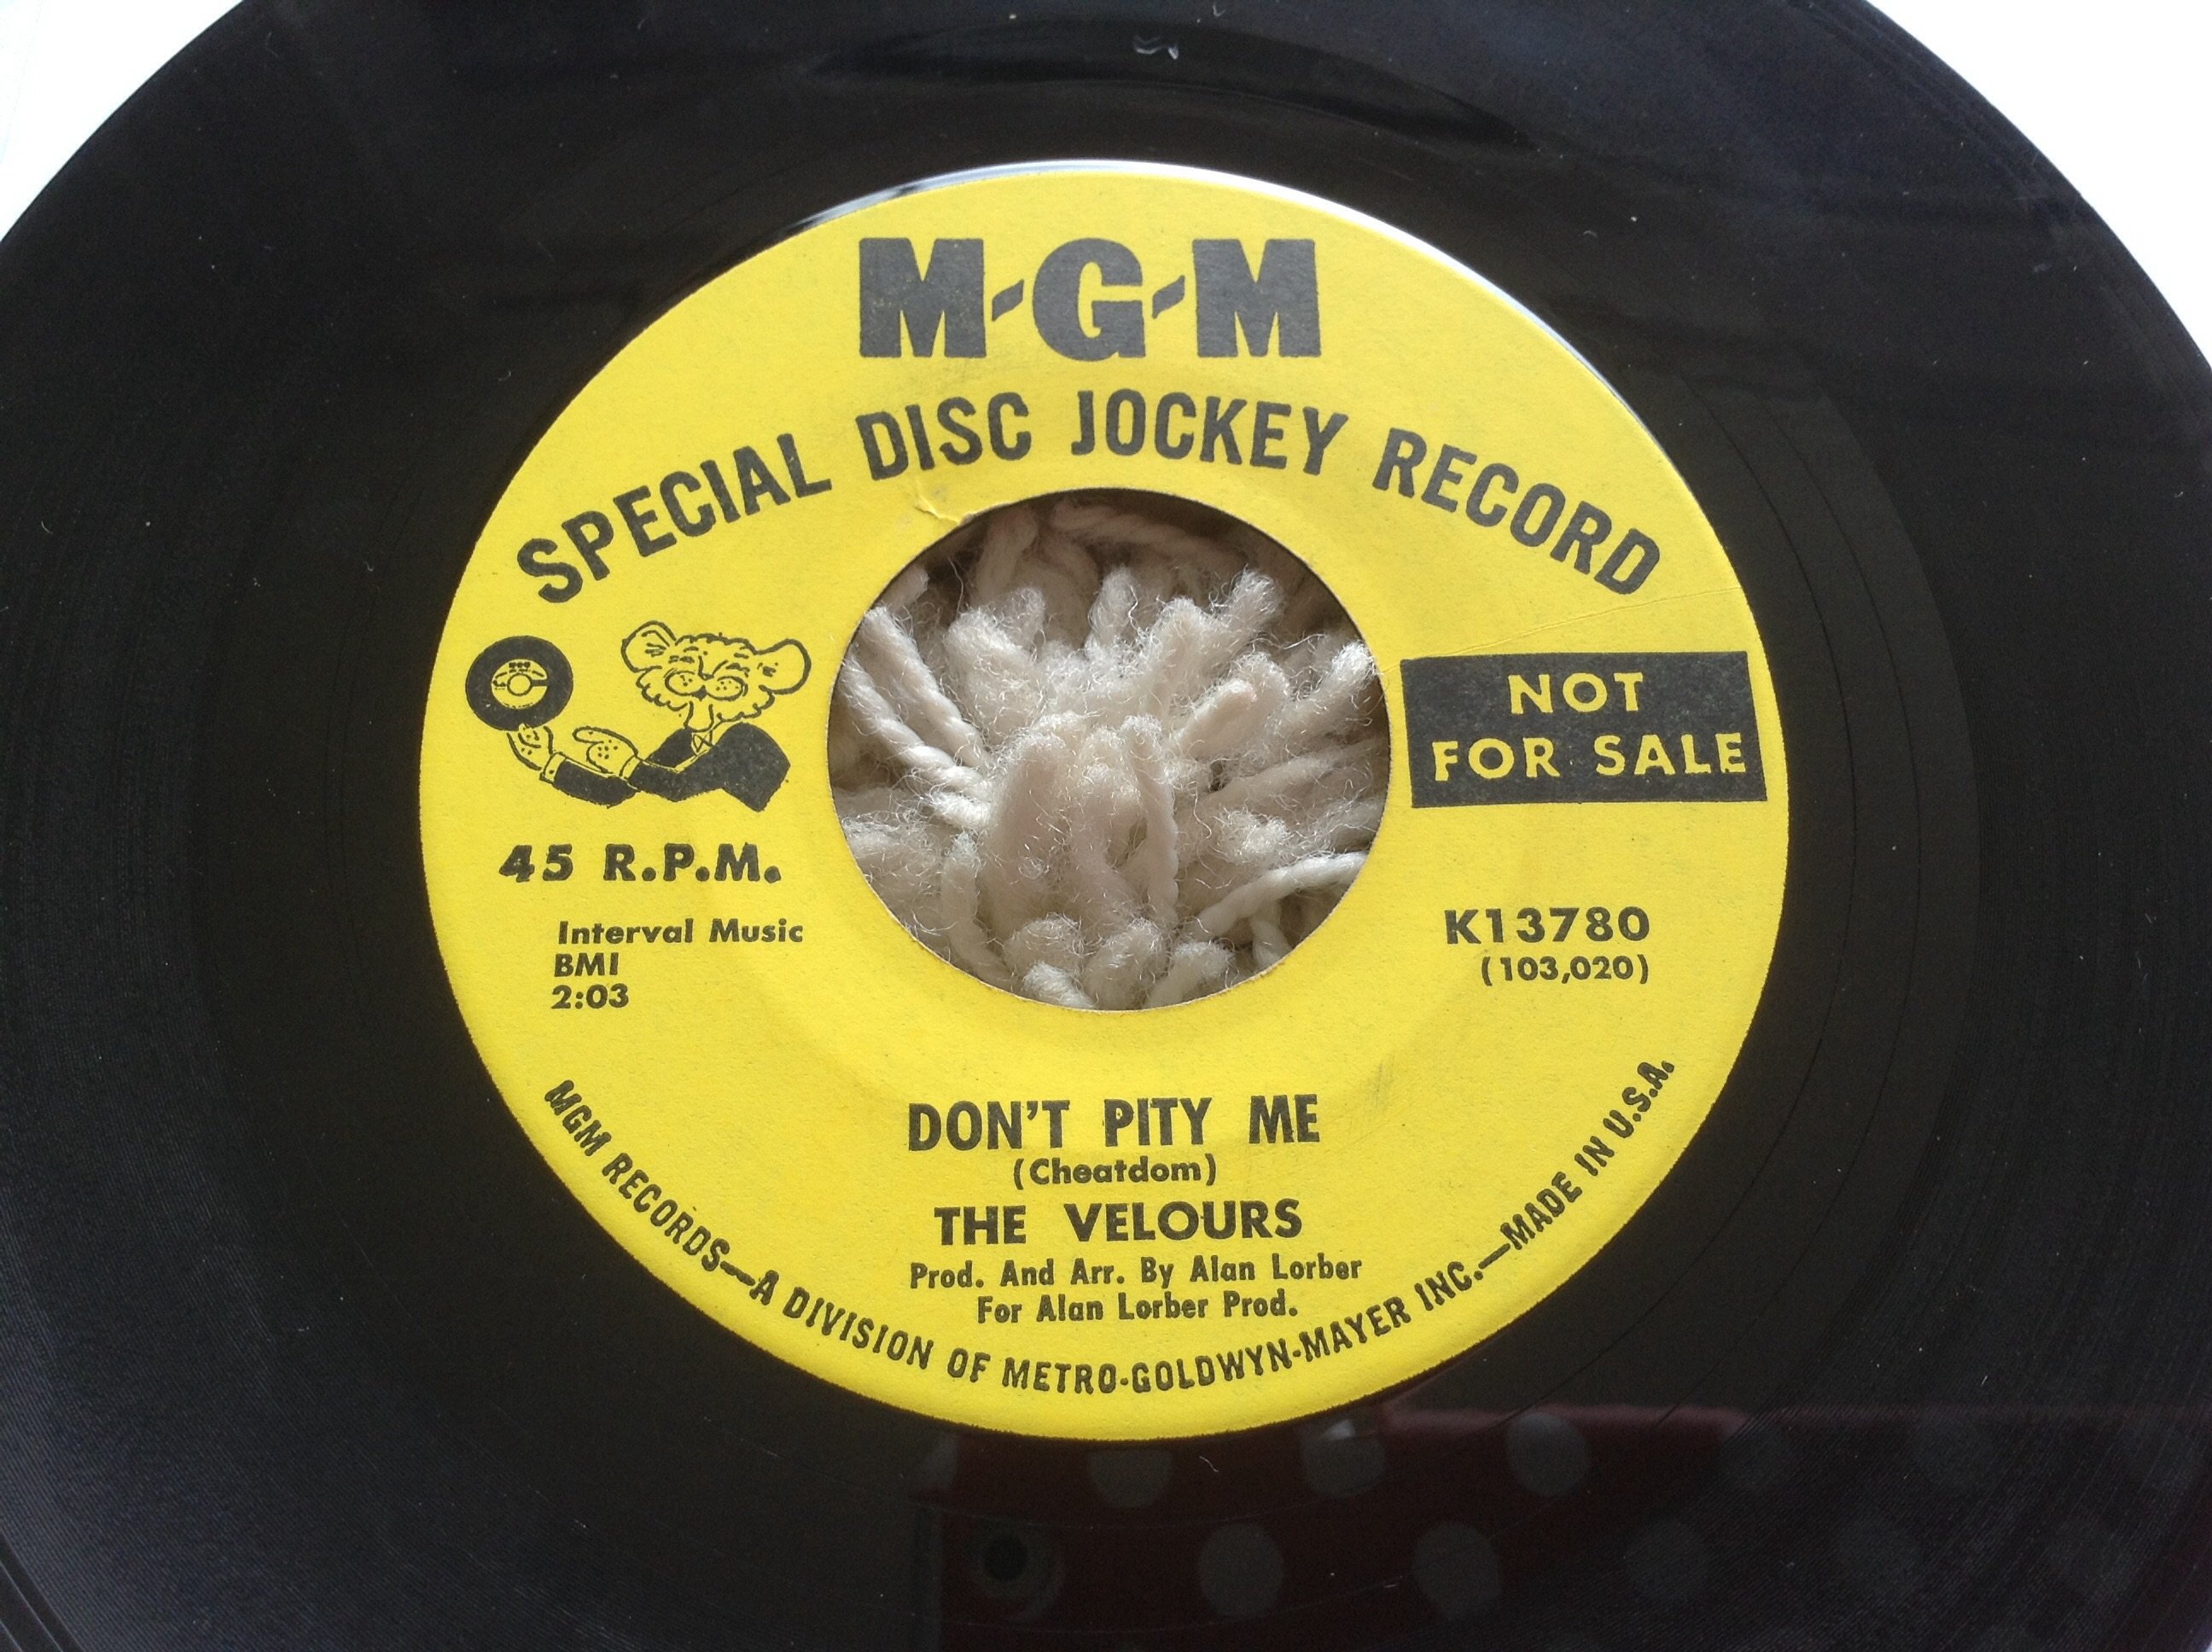 M-G-M
SPECIAL DISC JOCKEY RECORD
NOT
FOR SALE
45 R.P.M.
Interval Music
BMI
2:03
K13780
(103,020)
DON'T PITY ME
(Cheatdom)
THE VELOURS
Prod. And Arr. By Alan Lorber
For Alan Lorber Prod.
MGM RECORDS—A DIVISION OF METRO-GOLDWYN-MAYER INC.—MADE IN U.S.A.